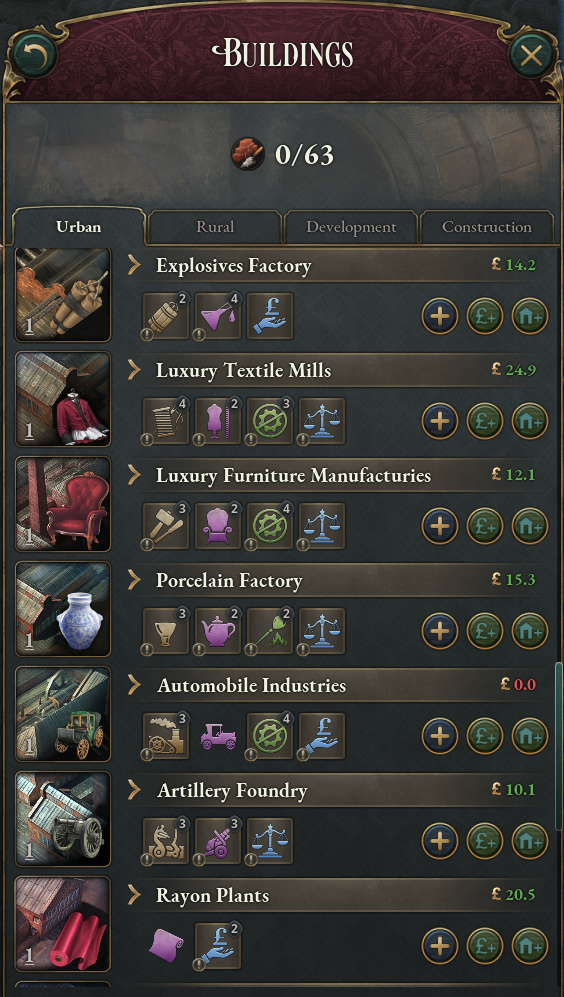 Buildings
0/63
Urban Rural Development Construction
Explosives Factory £ 14.2
1 2 4 £ £+
Luxury Textile Mills £ 24.9
1 4 2 3 £+
Luxury Furniture Manufacturies £ 12.1
1 3 2 4 £+
Porcelain Factory £ 15.3
1 3 2 2 £+
Automobile Industries £ 0.0
1 3 4 £ £+
Artillery Foundry £ 10.1
1 3 3 £+
Rayon Plants £ 20.5
1 £ 2 £+